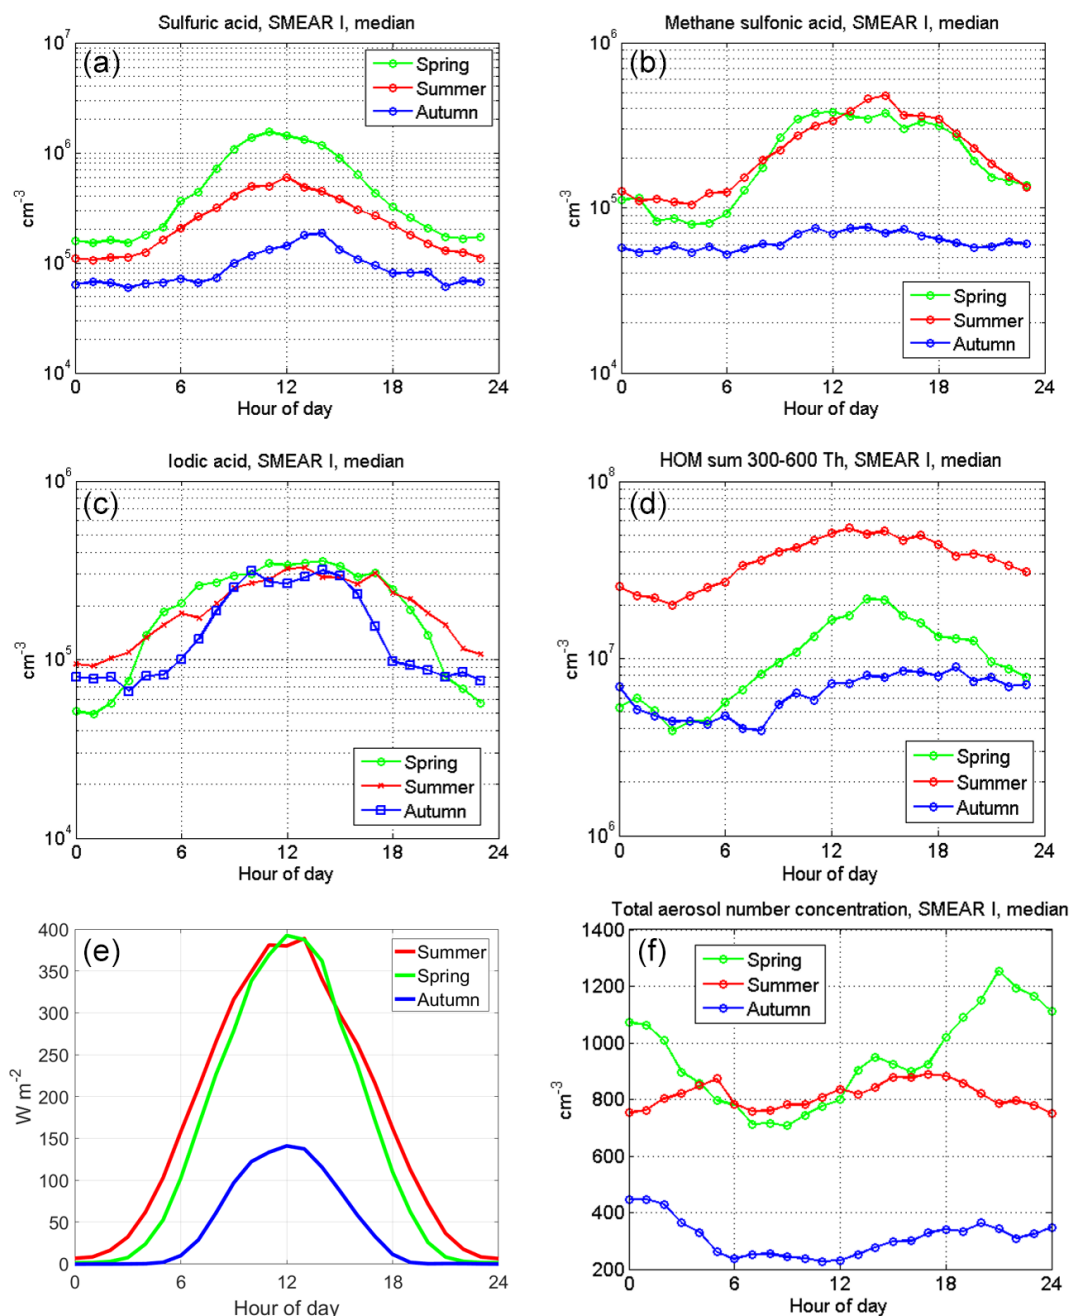 Sulfuric acid, SMEAR I, median
(a)
10^7
10^6
10^5
10^4
cm^-3
Spring
Summer
Autumn
0 6 12 18 24
Hour of day
Methane sulfonic acid, SMEAR I, median
(b)
10^6
10^5
10^4
cm^-3
Spring
Summer
Autumn
0 6 12 18 24
Hour of day
Iodic acid, SMEAR I, median
(c)
10^6
10^5
10^4
cm^-3
Spring
Summer
Autumn
0 6 12 18 24
Hour of day
HOM sum 300-600 Th, SMEAR I, median
(d)
10^8
10^7
10^6
cm^-3
Spring
Summer
Autumn
0 6 12 18 24
Hour of day
(e)
400
350
300
250
200
150
100
50
0
W m^-2
Summer
Spring
Autumn
0 6 12 18 24
Hour of day
Total aerosol number concentration, SMEAR I, median
(f)
1400
1200
1000
800
600
400
200
cm^-3
Spring
Summer
Autumn
0 6 12 18 24
Hour of day